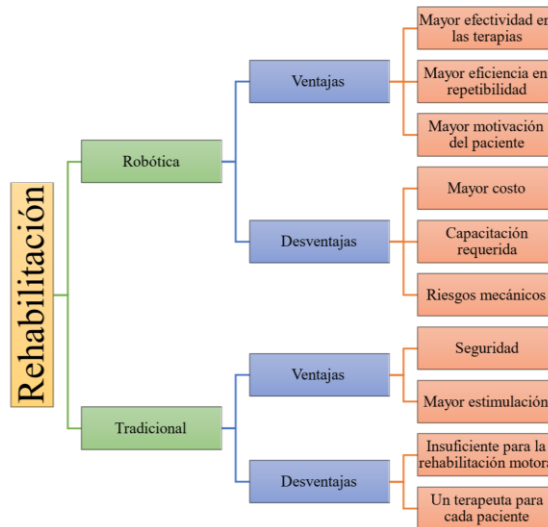 Rehabilitación
Robótica
Ventajas
Mayor efectividad en
las terapias
Mayor eficiencia en
repetibilidad
Mayor motivación
del paciente
Desventajas
Mayor costo
Capacitación
requerida
Riesgos mecánicos
Tradicional
Ventajas
Seguridad
Mayor estimulación
Desventajas
Insuficiente para la
rehabilitación motora
Un terapeuta para
cada paciente